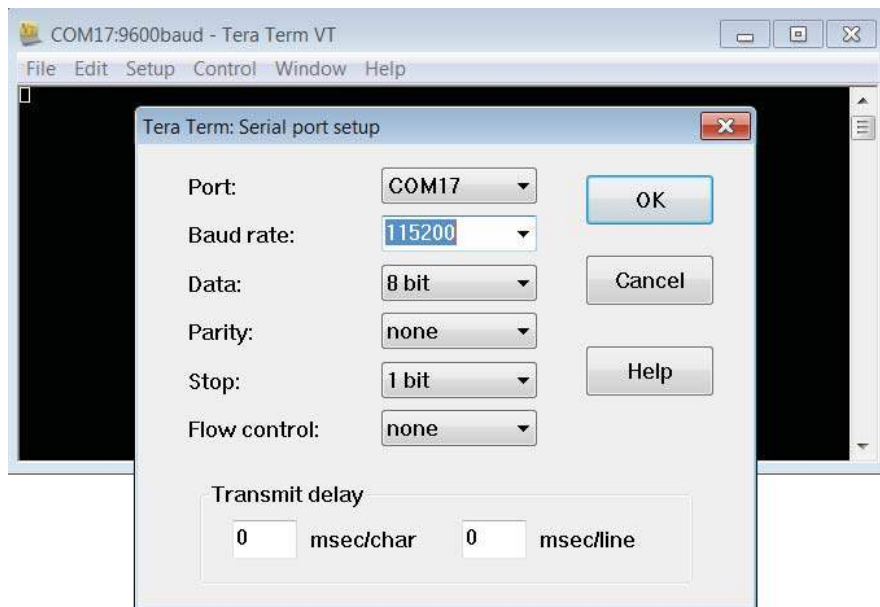 COM17:9600baud - Tera Term VT
File Edit Setup Control Window Help
Tera Term: Serial port setup
Port: COM17
OK
Baud rate: 115200
Data: 8 bit
Cancel
Parity: none
Stop: 1 bit
Help
Flow control: none
Transmit delay
0 msec/char 0 msec/line